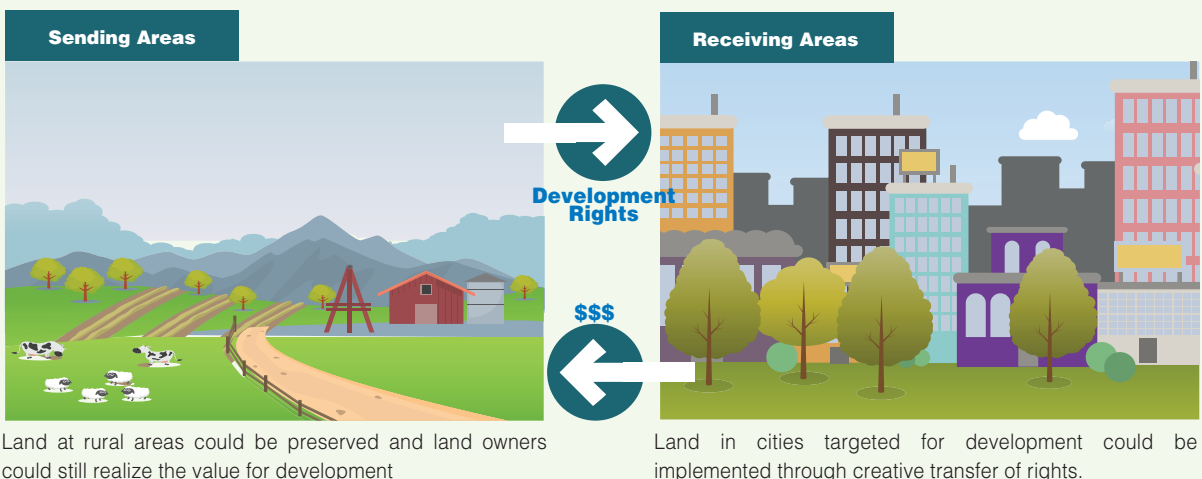 Sending Areas
Receiving Areas
Development
Rights
$$$
Land at rural areas could be preserved and land owners
could still realize the value for development
Land in cities targeted for development could be
implemented through creative transfer of rights.